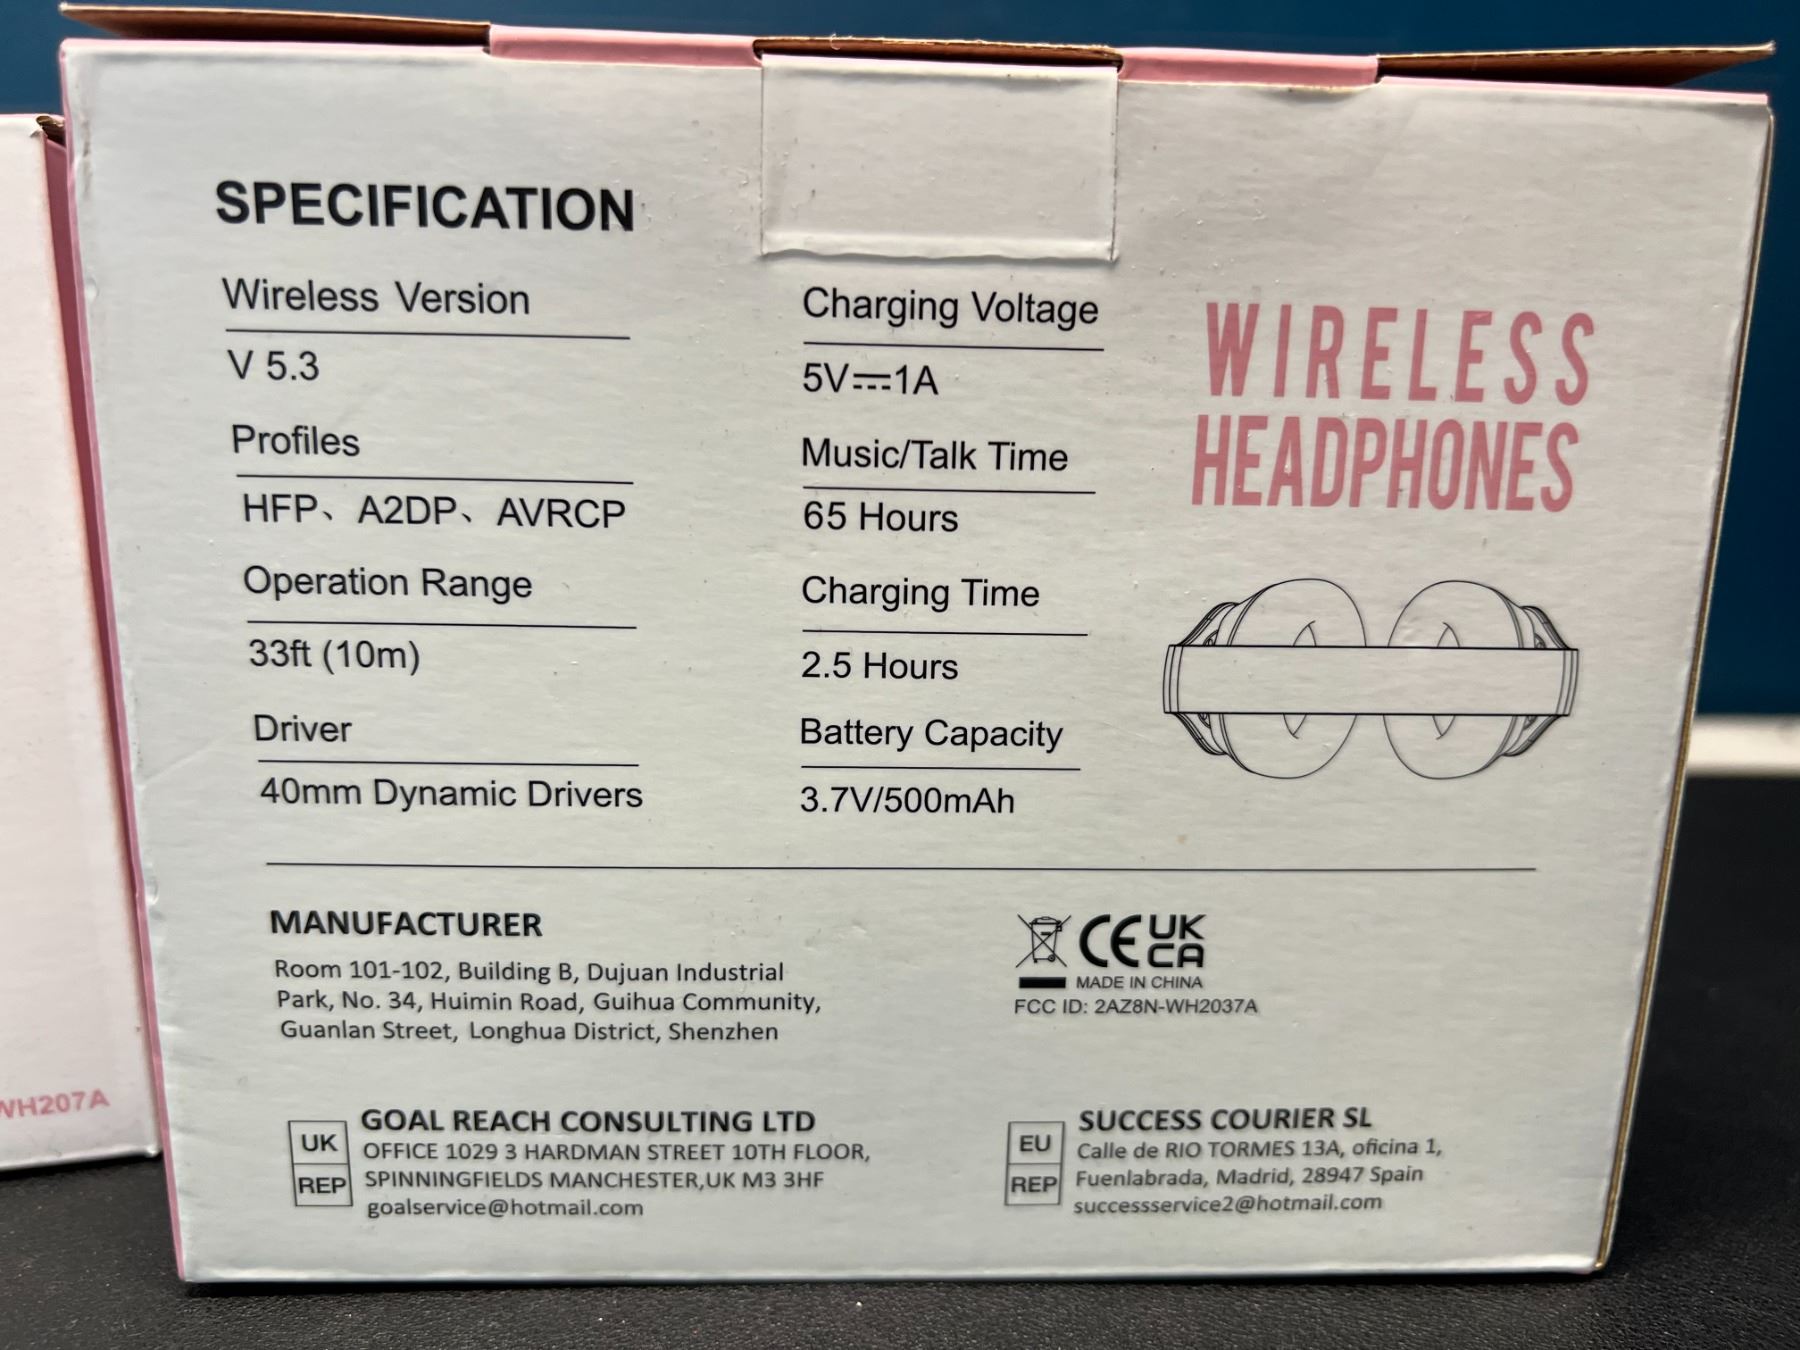 SPECIFICATION
Wireless Version
V 5.3
Profiles
HFP、A2DP、AVRCP
Operation Range
33ft (10m)
Driver
40mm Dynamic Drivers
Charging Voltage
5V⎓1A
Music/Talk Time
65 Hours
Charging Time
2.5 Hours
Battery Capacity
3.7V/500mAh
WIRELESS
HEADPHONES
MANUFACTURER
Room 101-102, Building B, Dujuan Industrial
Park, No. 34, Huimin Road, Guihua Community,
Guanlan Street, Longhua District, Shenzhen
CE UK
CA
MADE IN CHINA
FCC ID: 2AZ8N-WH2037A
UK
REP
GOAL REACH CONSULTING LTD
OFFICE 1029 3 HARDMAN STREET 10TH FLOOR,
SPINNINGFIELDS MANCHESTER,UK M3 3HF
goalservice@hotmail.com
EU
REP
SUCCESS COURIER SL
Calle de RIO TORMES 13A, oficina 1,
Fuenlabrada, Madrid, 28947 Spain
successservice2@hotmail.com
WH207A